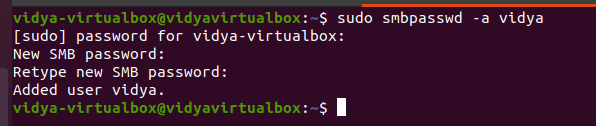 vidya-virtualbox@vidyavirtualbox:~$ sudo smbpasswd -a vidya
[sudo] password for vidya-virtualbox:
New SMB password:
Retype new SMB password:
Added user vidya.
vidya-virtualbox@vidyavirtualbox:~$